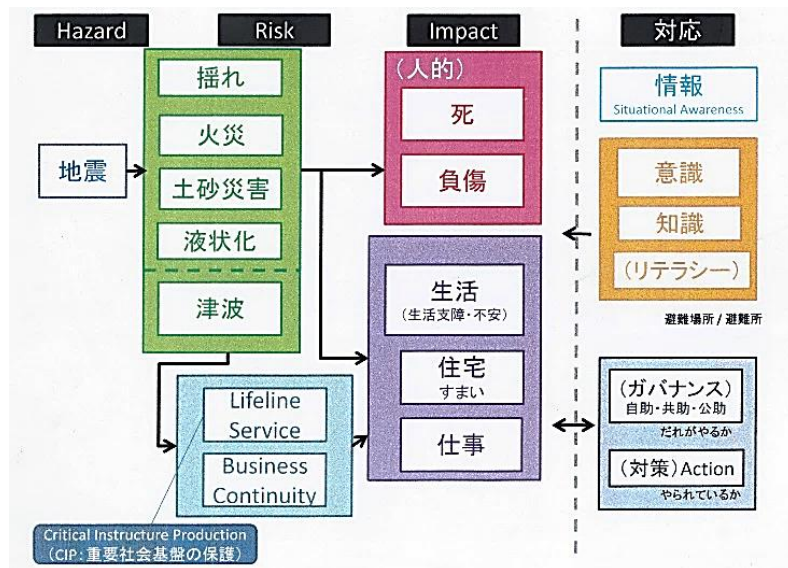 Hazard
Risk
Impact
対応
地震
揺れ
火災
土砂災害
液状化
津波
(人的)
死
負傷
生活
(生活支障・不安)
住宅
すまい
仕事
Lifeline
Service
Business
Continuity
Critical Instructure Production
(CIP:重要社会基盤の保護)
情報
Situational Awareness
意識
知識
(リテラシー)
避難場所 / 避難所
(ガバナンス)
自助・共助・公助
だれがやるか
(対策)Action
やられているか